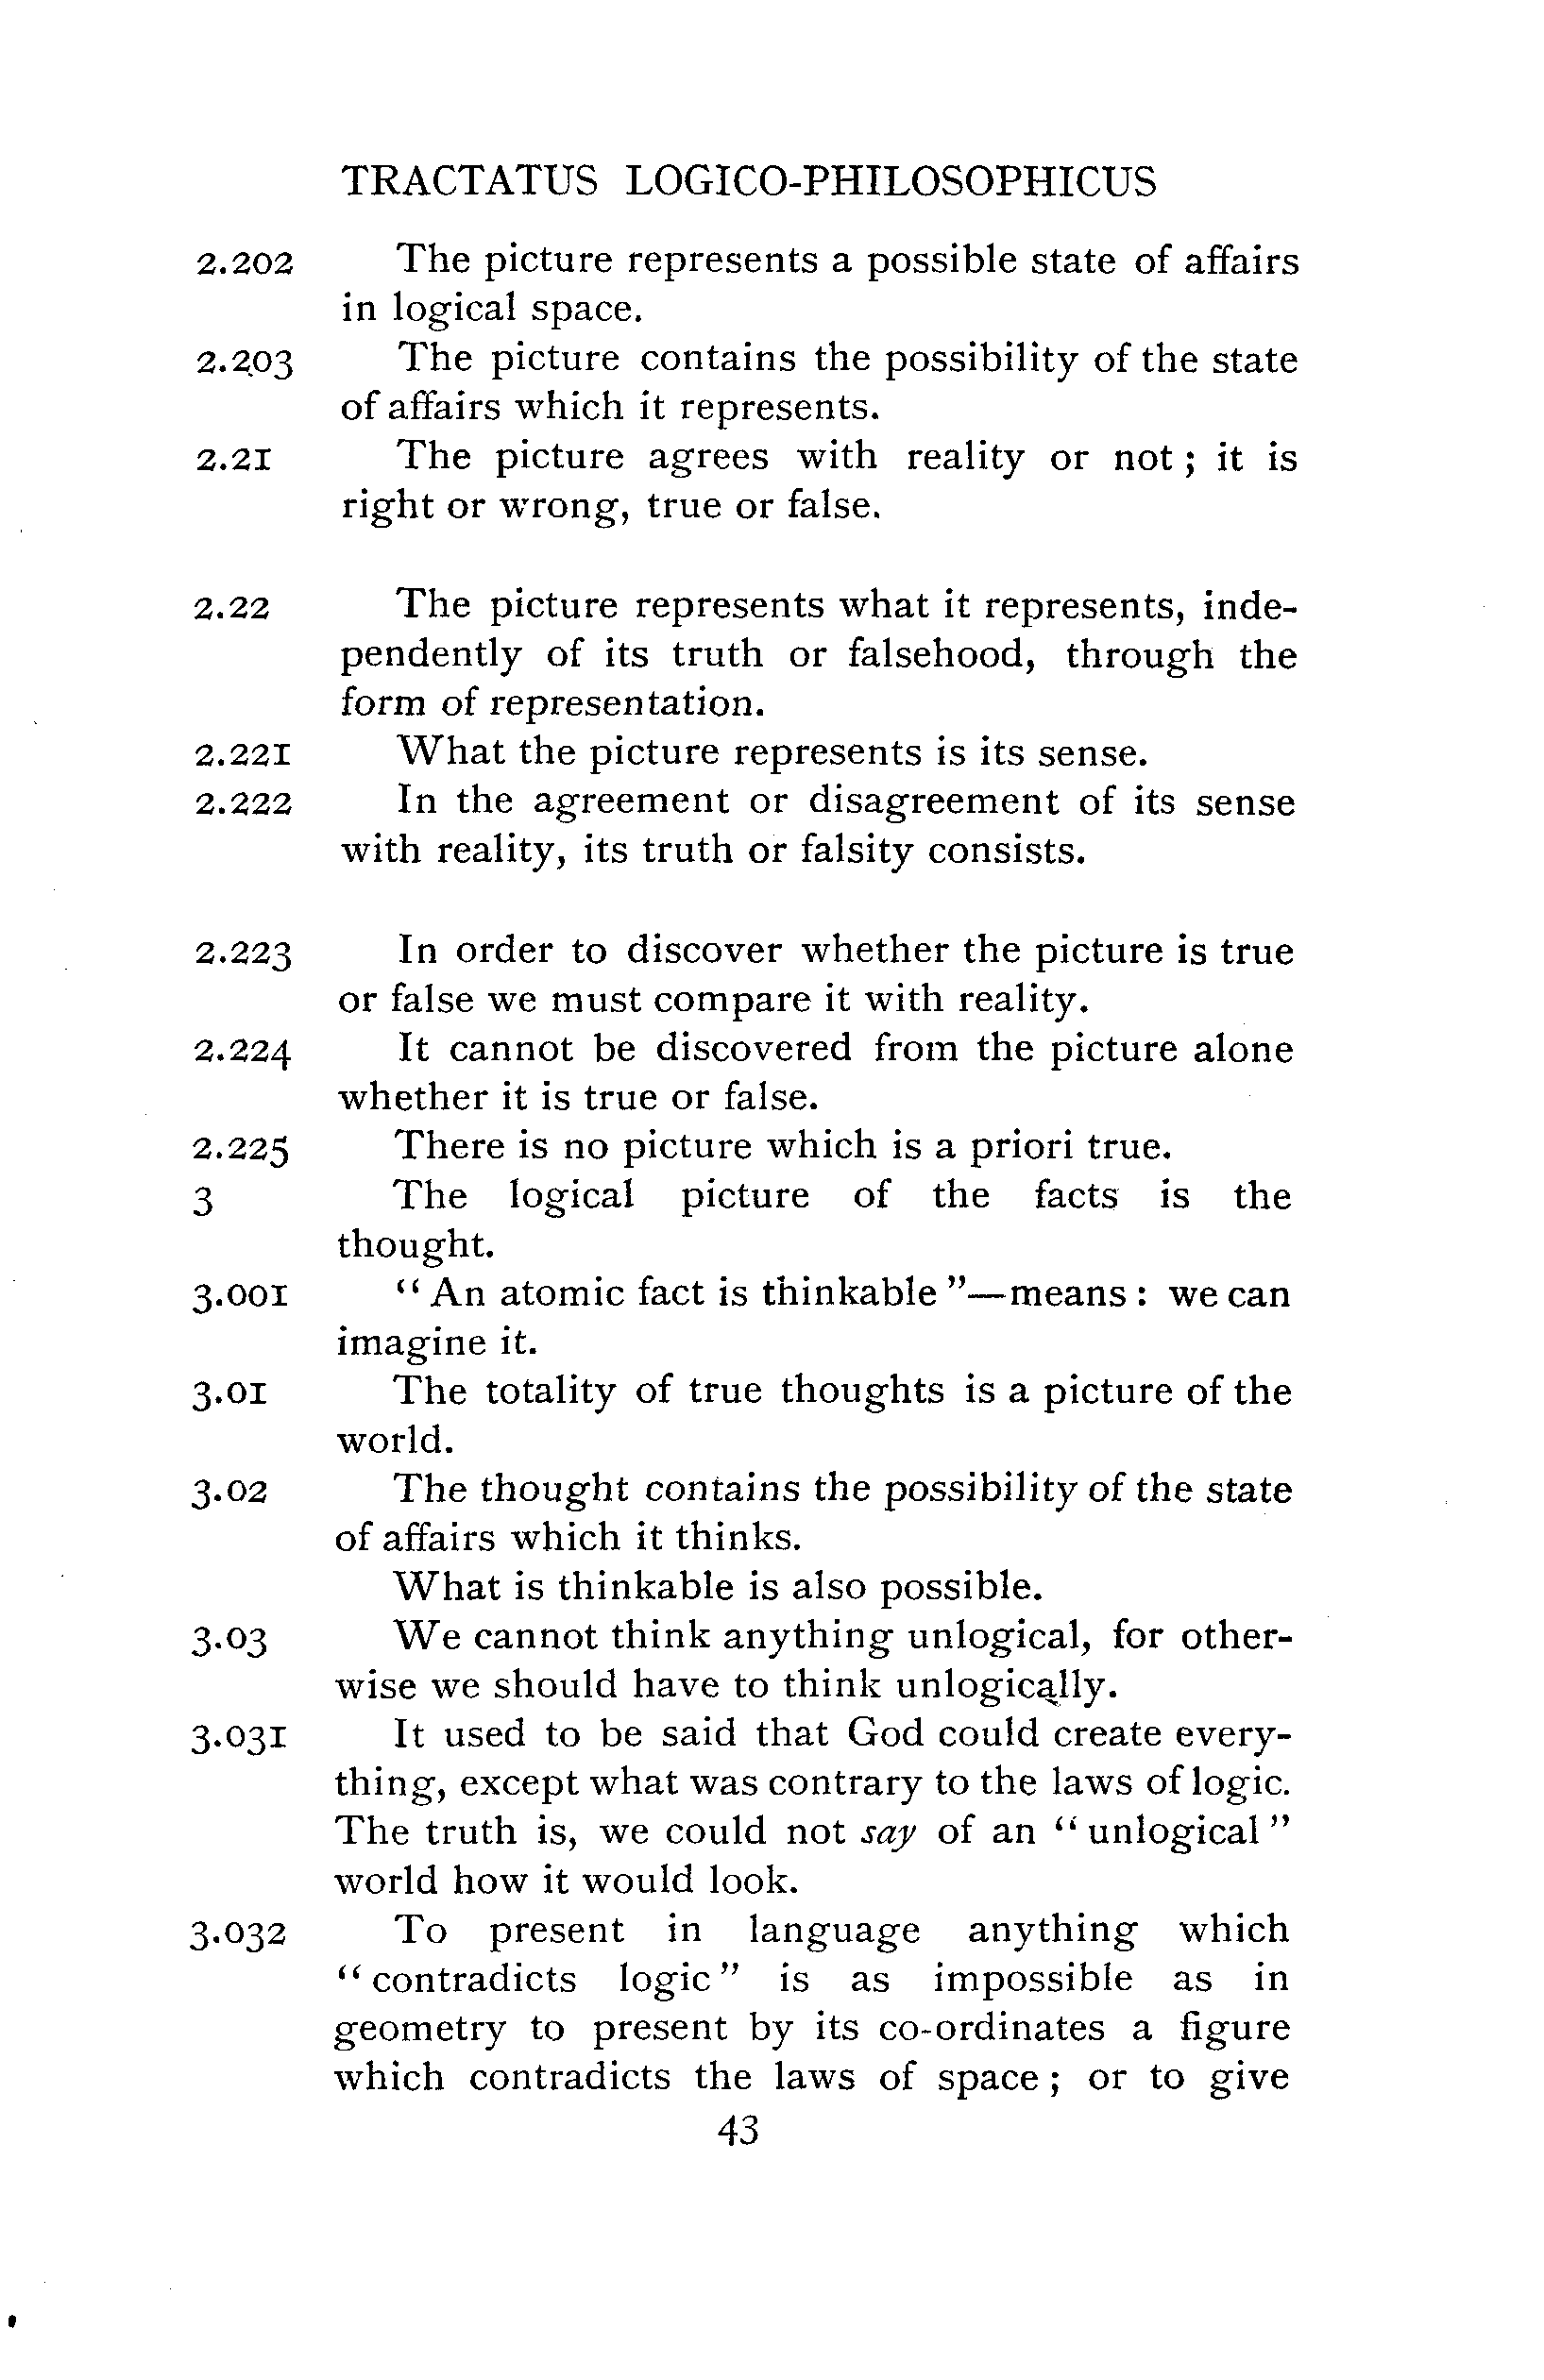 TRACTATUS LOGICO-PHILOSOPHICUS
2.202 The picture represents a possible state of affairs
in logical space.
2.203 The picture contains the possibility of the state
of affairs which it represents.
2.21 The picture agrees with reality or not; it is
right or wrong, true or false.
2.22 The picture represents what it represents, inde-
pendently of its truth or falsehood, through the
form of representation.
2.221 What the picture represents is its sense.
2.222 In the agreement or disagreement of its sense
with reality, its truth or falsity consists.
2.223 In order to discover whether the picture is true
or false we must compare it with reality.
2.224 It cannot be discovered from the picture alone
whether it is true or false.
2.225 There is no picture which is a priori true.
3 The logical picture of the facts is the
thought.
3.001 “An atomic fact is thinkable”—means: we can
imagine it.
3.01 The totality of true thoughts is a picture of the
world.
3.02 The thought contains the possibility of the state
of affairs which it thinks.
What is thinkable is also possible.
3.03 We cannot think anything unlogical, for other-
wise we should have to think unlogically.
3.031 It used to be said that God could create every-
thing, except what was contrary to the laws of logic.
The truth is, we could not say of an “unlogical”
world how it would look.
3.032 To present in language anything which
“contradicts logic” is as impossible as in
geometry to present by its co-ordinates a figure
which contradicts the laws of space; or to give
43